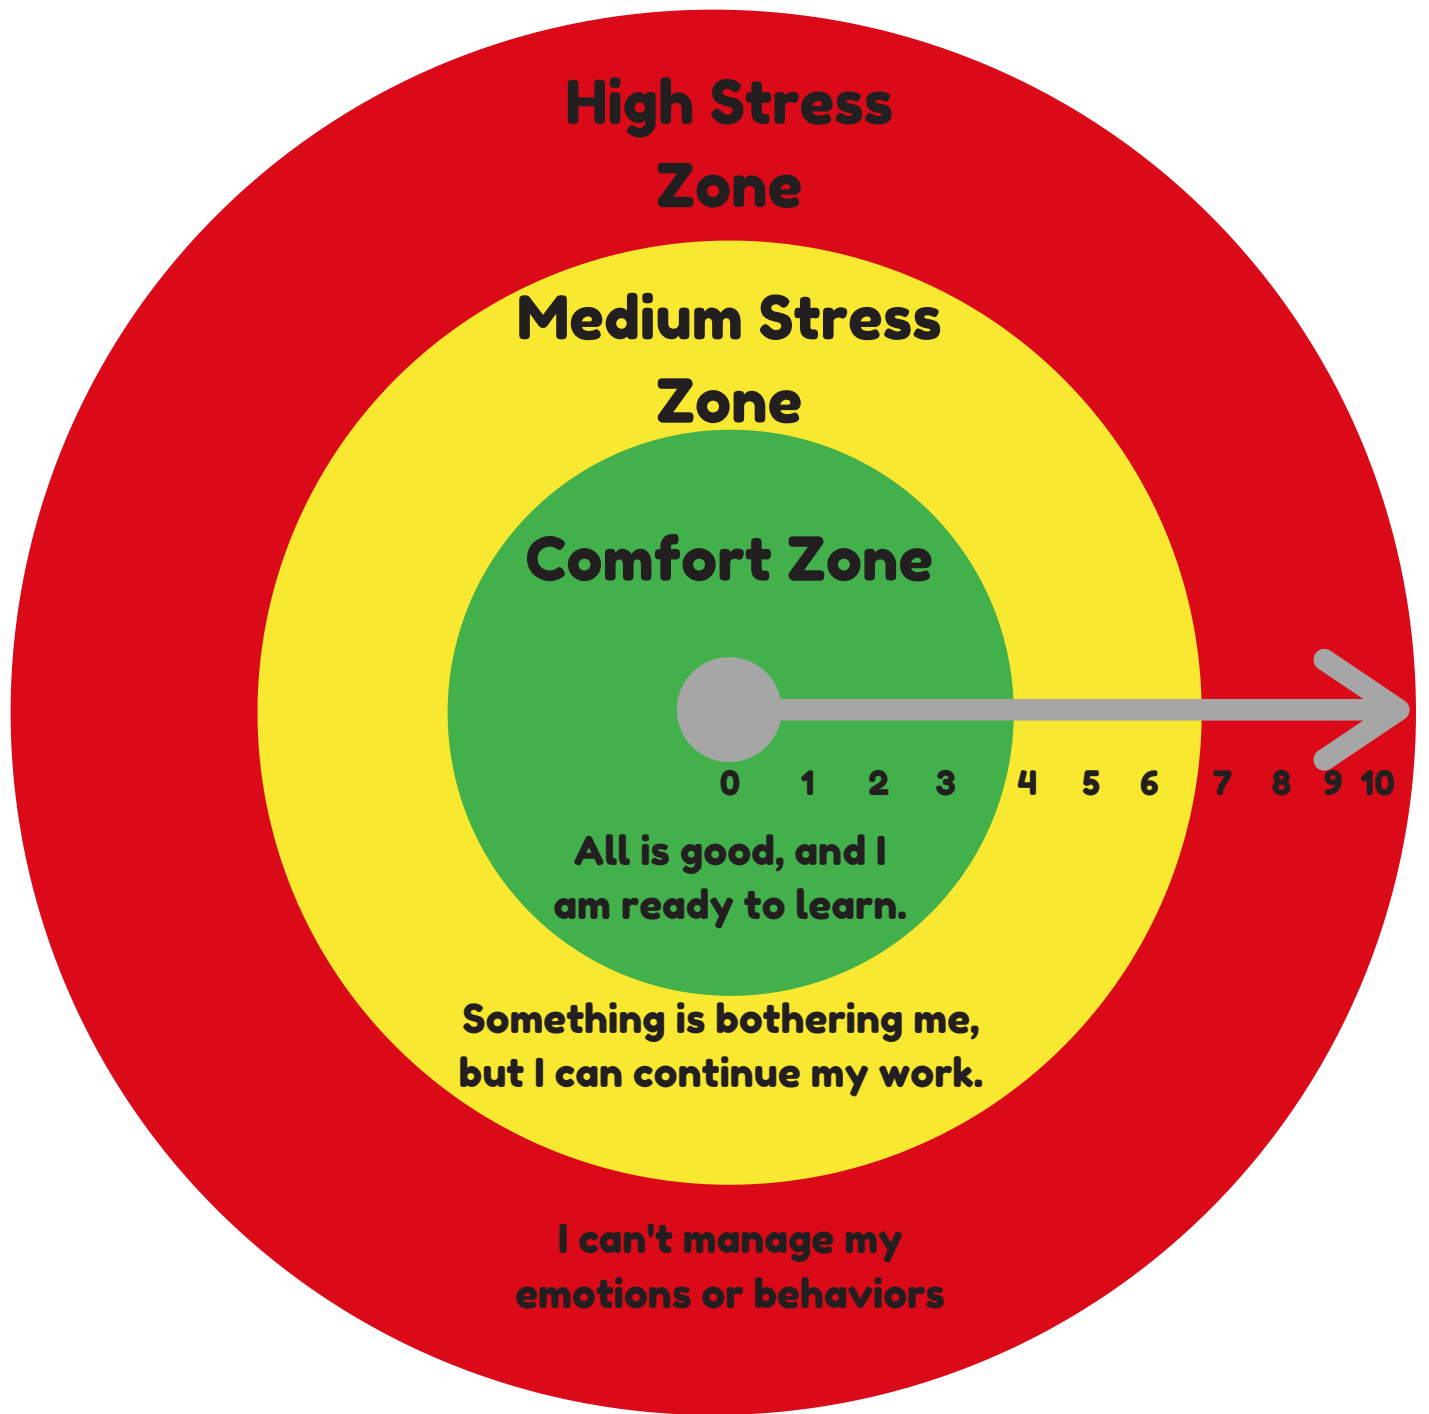 High Stress
Zone
Medium Stress
Zone
Comfort Zone
0 1 2 3 4 5 6 7 8 9 10
All is good, and I
am ready to learn.
Something is bothering me,
but I can continue my work.
I can't manage my
emotions or behaviors